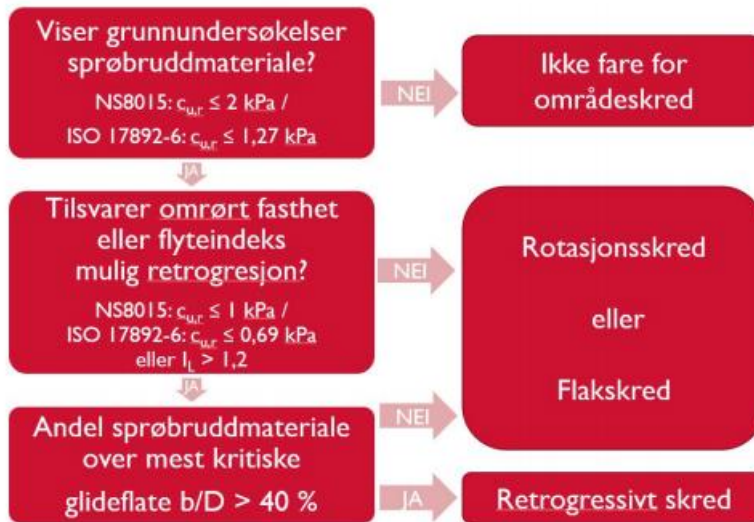 Viser grunnundersøkelser
sprøbruddmateriale?
NS8015: cu,r ≤ 2 kPa /
ISO 17892-6: cu,r ≤ 1,27 kPa
NEI
Ikke fare for
områdeskred
JA
Tilsvarer omrørt fasthet
eller flyteindeks
mulig retrogresjon?
NS8015: cu,r ≤ 1 kPa /
ISO 17892-6: cu,r ≤ 0,69 kPa
eller IL > 1,2
NEI
Rotasjonsskred
eller
Flakskred
JA
Andel sprøbruddmateriale
over mest kritiske
glideflate b/D > 40 %
NEI
JA
Retrogressivt skred